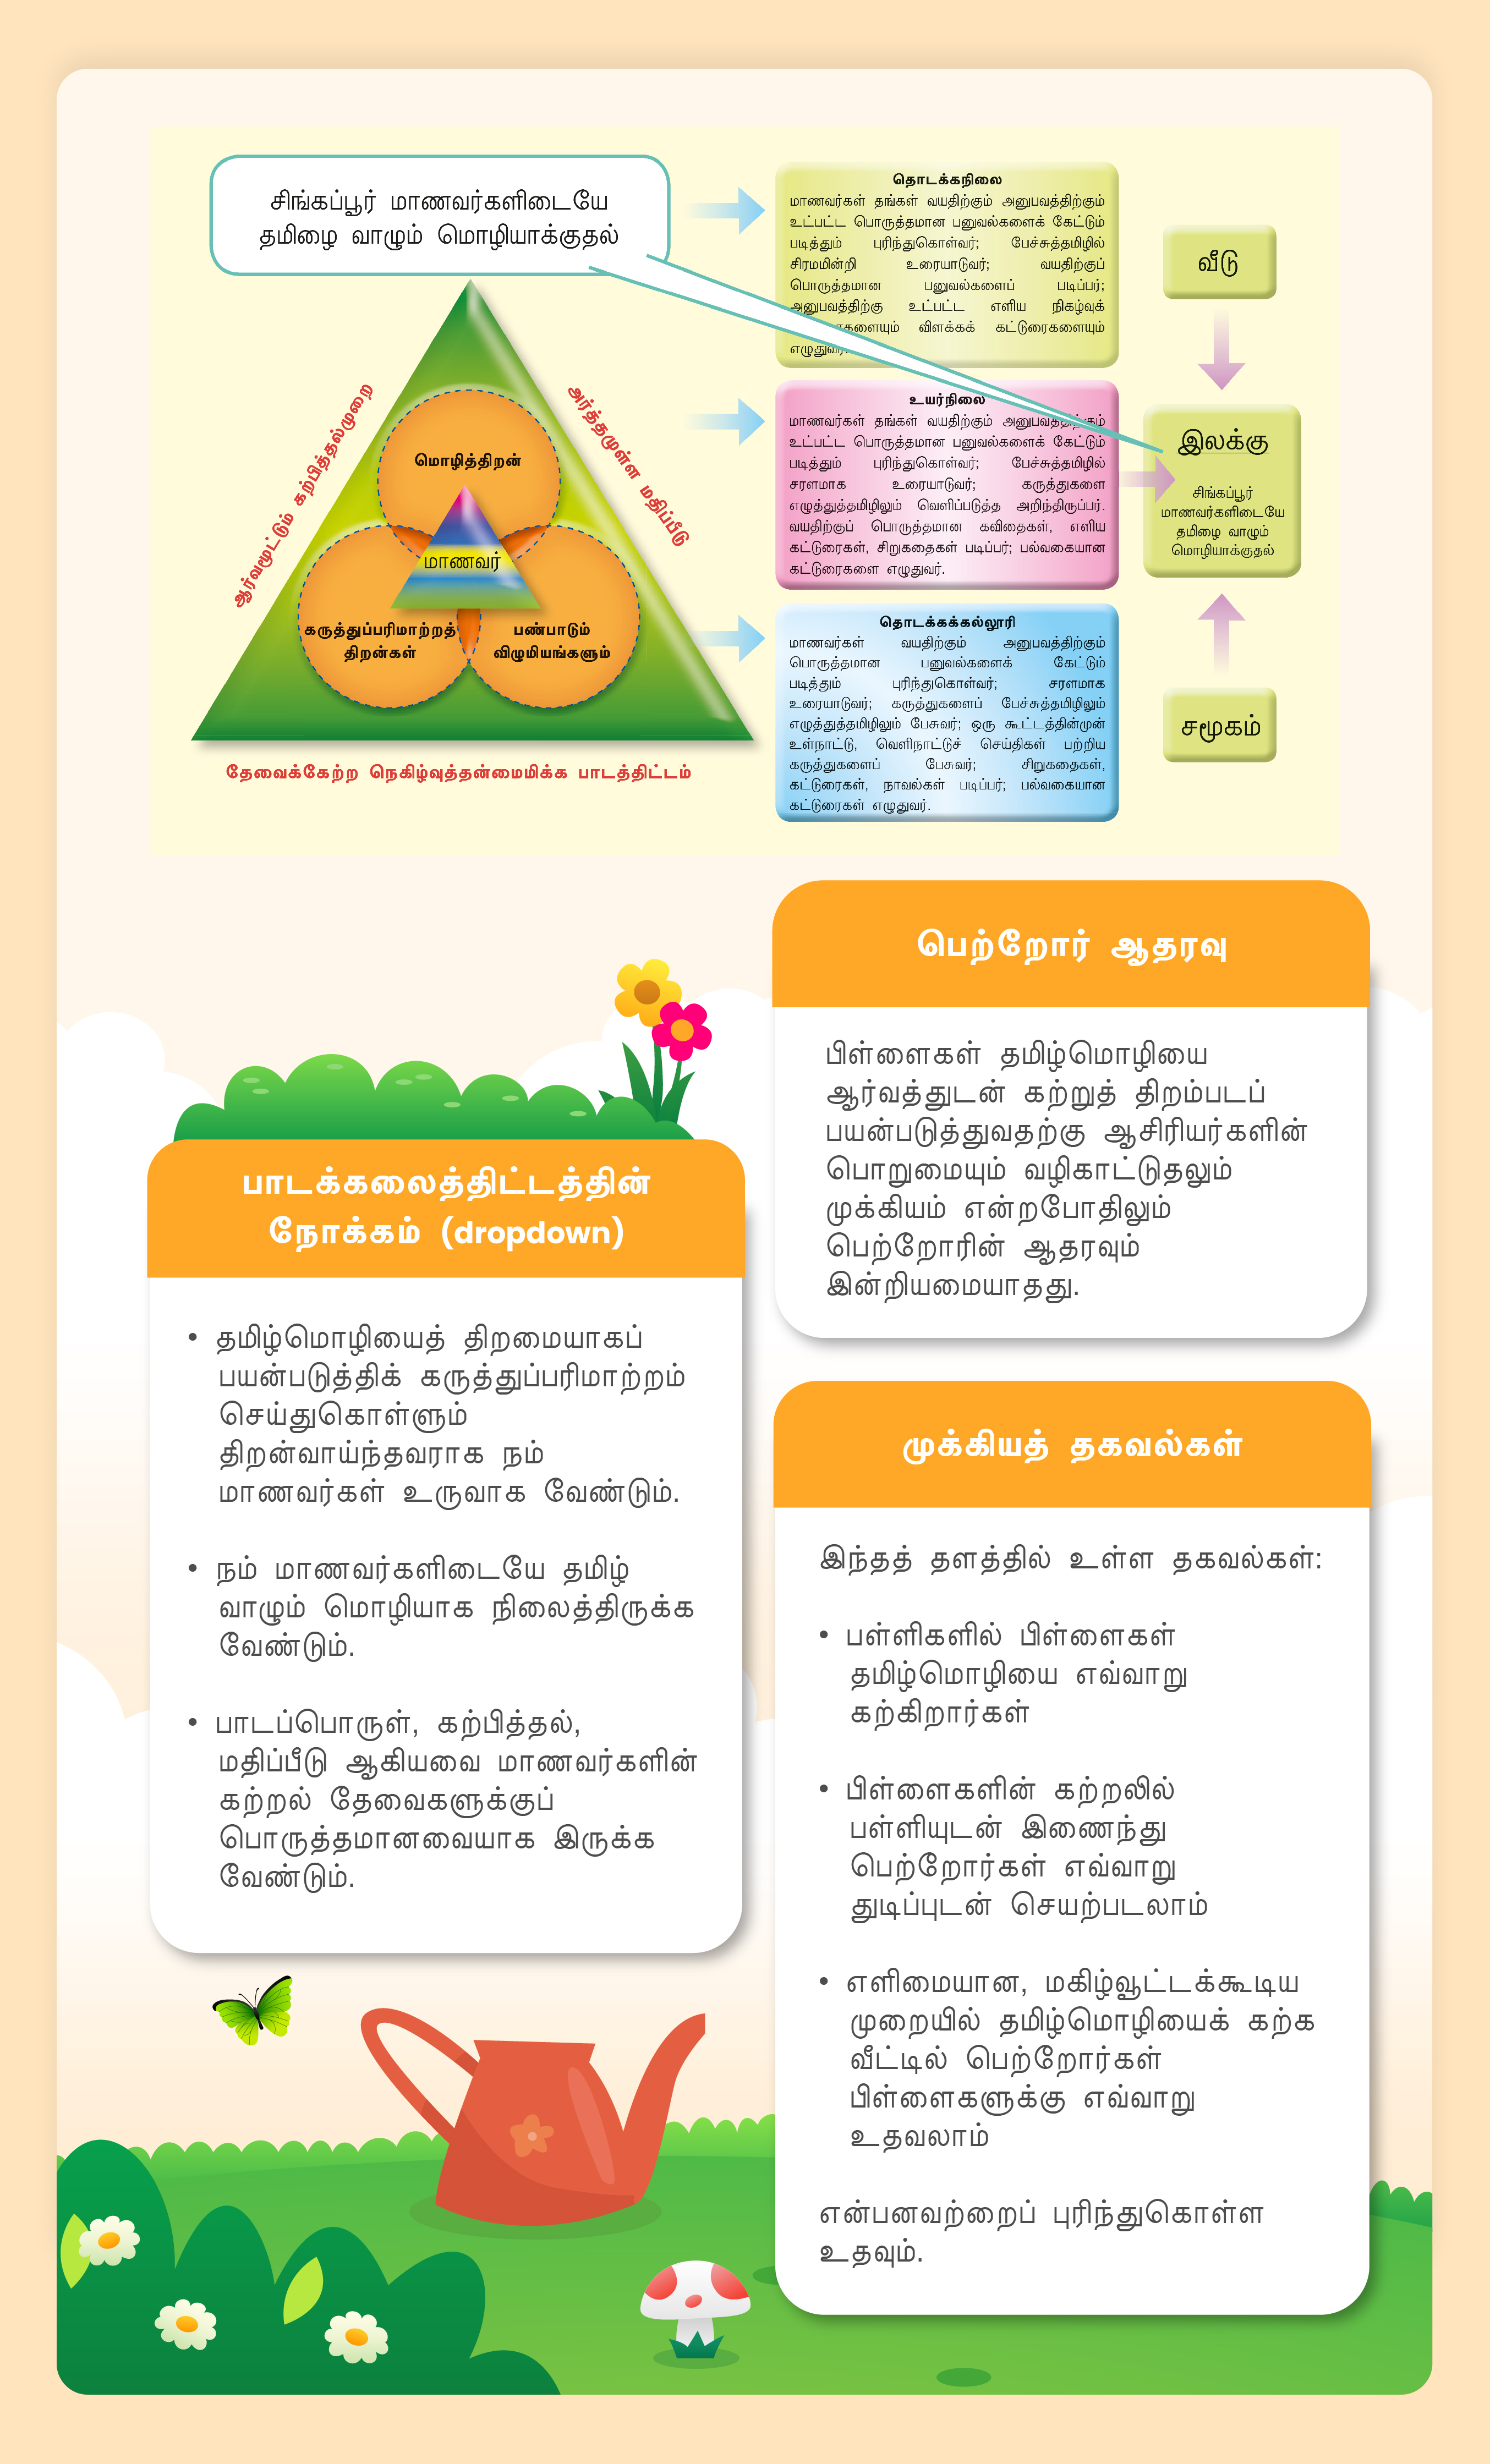 சிங்கப்பூர் மாணவர்களிடையே
தமிழை வாழும் மொழியாக்குதல்
ஆர்வமூட்டும் கற்பித்தல்முறை
அர்த்தமுள்ள மதிப்பீடு
மொழித்திறன்
மாணவர்
கருத்துப்பரிமாற்றத்
திறன்கள்
பண்பாடும்
விழுமியங்களும்
தேவைக்கேற்ற நெகிழ்வுத்தன்மைமிக்க பாடத்திட்டம்
தொடக்கநிலை
மாணவர்கள் தங்கள் வயதிற்கும் அனுபவத்திற்கும்
உட்பட்ட பொருத்தமான பனுவல்களைக் கேட்டும்
படித்தும் புரிந்துகொள்வர்; பேச்சுத்தமிழில்
சிரமமின்றி உரையாடுவர்; வயதிற்குப்
பொருத்தமான பனுவல்களைப் படிப்பர்;
அனுபவத்திற்கு உட்பட்ட எளிய நிகழ்வுக்
விளக்கக் கட்டுரைகளையும்
எழுதுவர்.
உயர்நிலை
மாணவர்கள் தங்கள் வயதிற்கும் அனுபவத்திற்கும்
உட்பட்ட பொருத்தமான பனுவல்களைக் கேட்டும்
படித்தும் புரிந்துகொள்வர்; பேச்சுத்தமிழில்
சரளமாக உரையாடுவர்; கருத்துகளை
எழுத்துத்தமிழிலும் வெளிப்படுத்த அறிந்திருப்பர்.
வயதிற்குப் பொருத்தமான கவிதைகள், எளிய
கட்டுரைகள், சிறுகதைகள் படிப்பர்; பல்வகையான
கட்டுரைகளை எழுதுவர்.
தொடக்கக்கல்லூரி
மாணவர்கள் வயதிற்கும் அனுபவத்திற்கும்
பொருத்தமான பனுவல்களைக் கேட்டும்
படித்தும் புரிந்துகொள்வர்; சரளமாக
உரையாடுவர்; கருத்துகளைப் பேச்சுத்தமிழிலும்
எழுத்துத்தமிழிலும் பேசுவர்; ஒரு கூட்டத்தின்முன்
உள்நாட்டு, வெளிநாட்டுச் செய்திகள் பற்றிய
கருத்துகளைப் பேசுவர்; சிறுகதைகள்,
கட்டுரைகள், நாவல்கள் படிப்பர்; பல்வகையான
கட்டுரைகள் எழுதுவர்.
வீடு
இலக்கு
சிங்கப்பூர்
மாணவர்களிடையே
தமிழை வாழும்
மொழியாக்குதல்
சமூகம்
பாடக்கலைத்திட்டத்தின்
நோக்கம் (dropdown)
• தமிழ்மொழியைத் திறமையாகப்
பயன்படுத்திக் கருத்துப்பரிமாற்றம்
செய்துகொள்ளும்
திறன்வாய்ந்தவராக நம்
மாணவர்கள் உருவாக வேண்டும்.
• நம் மாணவர்களிடையே தமிழ்
வாழும் மொழியாக நிலைத்திருக்க
வேண்டும்.
• பாடப்பொருள், கற்பித்தல்,
மதிப்பீடு ஆகியவை மாணவர்களின்
கற்றல் தேவைகளுக்குப்
பொருத்தமானவையாக இருக்க
வேண்டும்.
பெற்றோர் ஆதரவு
பிள்ளைகள் தமிழ்மொழியை
ஆர்வத்துடன் கற்றுத் திறம்படப்
பயன்படுத்துவதற்கு ஆசிரியர்களின்
பொறுமையும் வழிகாட்டுதலும்
முக்கியம் என்றபோதிலும்
பெற்றோரின் ஆதரவும்
இன்றியமையாதது.
முக்கியத் தகவல்கள்
இந்தத் தளத்தில் உள்ள தகவல்கள்:
• பள்ளிகளில் பிள்ளைகள்
தமிழ்மொழியை எவ்வாறு
கற்கிறார்கள்
• பிள்ளைகளின் கற்றலில்
பள்ளியுடன் இணைந்து
பெற்றோர்கள் எவ்வாறு
துடிப்புடன் செயற்படலாம்
• எளிமையான, மகிழ்வூட்டக்கூடிய
முறையில் தமிழ்மொழியைக் கற்க
வீட்டில் பெற்றோர்கள்
பிள்ளைகளுக்கு எவ்வாறு
உதவலாம்
என்பனவற்றைப் புரிந்துகொள்ள
உதவும்.